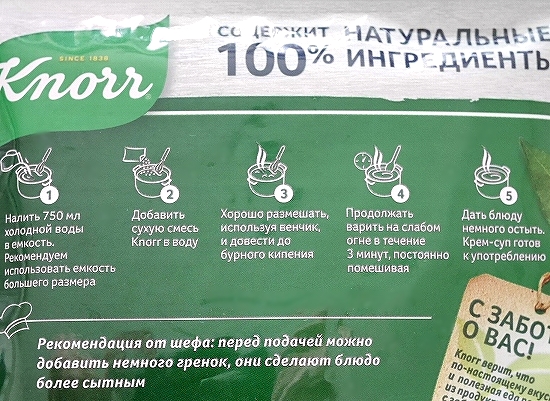 СОДЕРЖИТ
100%
НАТУРАЛЬНЫЕ
ИНГРЕДИЕНТЫ
SINCE 1838
Knorr
1
Налить 750 мл
холодной воды
в емкость.
Рекомендуем
использовать емкость
большего размера
2
Добавить
сухую смесь
Knorr в воду
3
Хорошо размешать,
используя венчик,
и довести до
бурного кипения
4
Продолжать
варить на слабом
огне в течение
3 минут, постоянно
помешивая
5
Дать блюду
немного остыть.
Крем-суп готов
к употреблению
Рекомендация от шефа: перед подачей можно
добавить немного гренок, они сделают блюдо
более сытным
С ЗАБО
О ВАС!
Knorr верит, что
по-настоящему вкус
и полезная еда
из продук